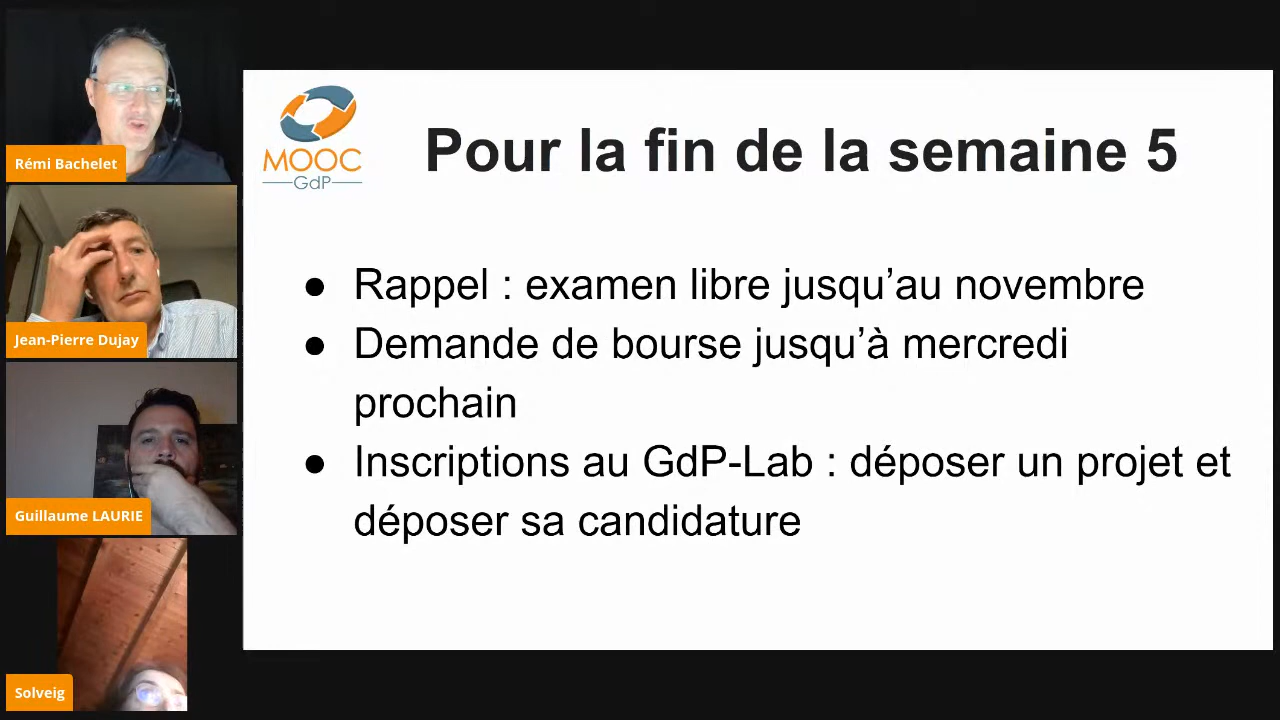 Rémi Bachelet
Jean-Pierre Dujay
Guillaume LAURIE
Solveig
MOOC
GdP
Pour la fin de la semaine 5
● Rappel : examen libre jusqu’au novembre
● Demande de bourse jusqu’à mercredi
prochain
● Inscriptions au GdP-Lab : déposer un projet et
déposer sa candidature